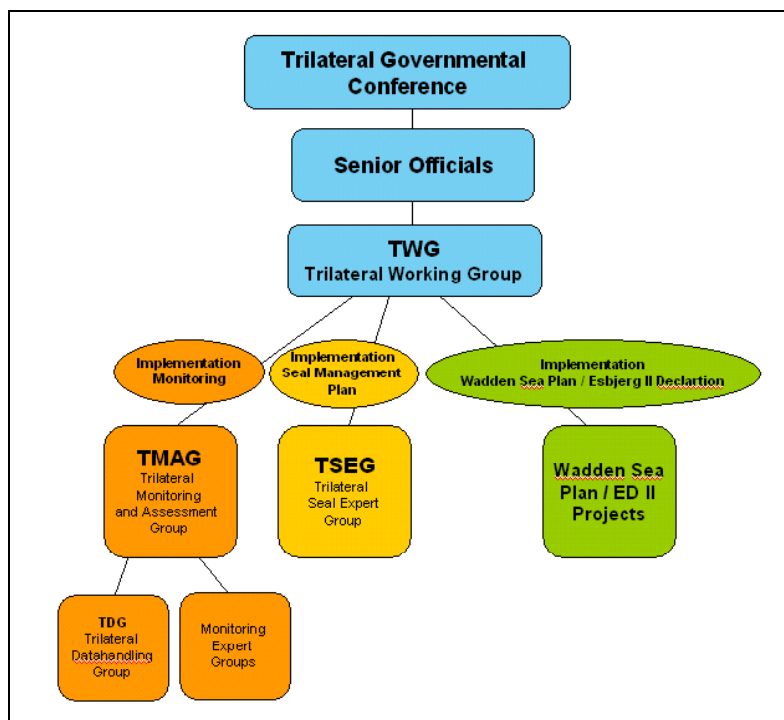 Trilateral Governmental
Conference
Senior Officials
TWG
Trilateral Working Group
Implementation
Monitoring
Implementation
Seal Management
Plan
Implementation
Wadden Sea Plan / Esbjerg II Declartion
TMAG
Trilateral
Monitoring
and Assessment
Group
TSEG
Trilateral
Seal Expert
Group
Wadden Sea
Plan / ED II
Projects
TDG
Trilateral
Datahandling
Group
Monitoring
Expert
Groups